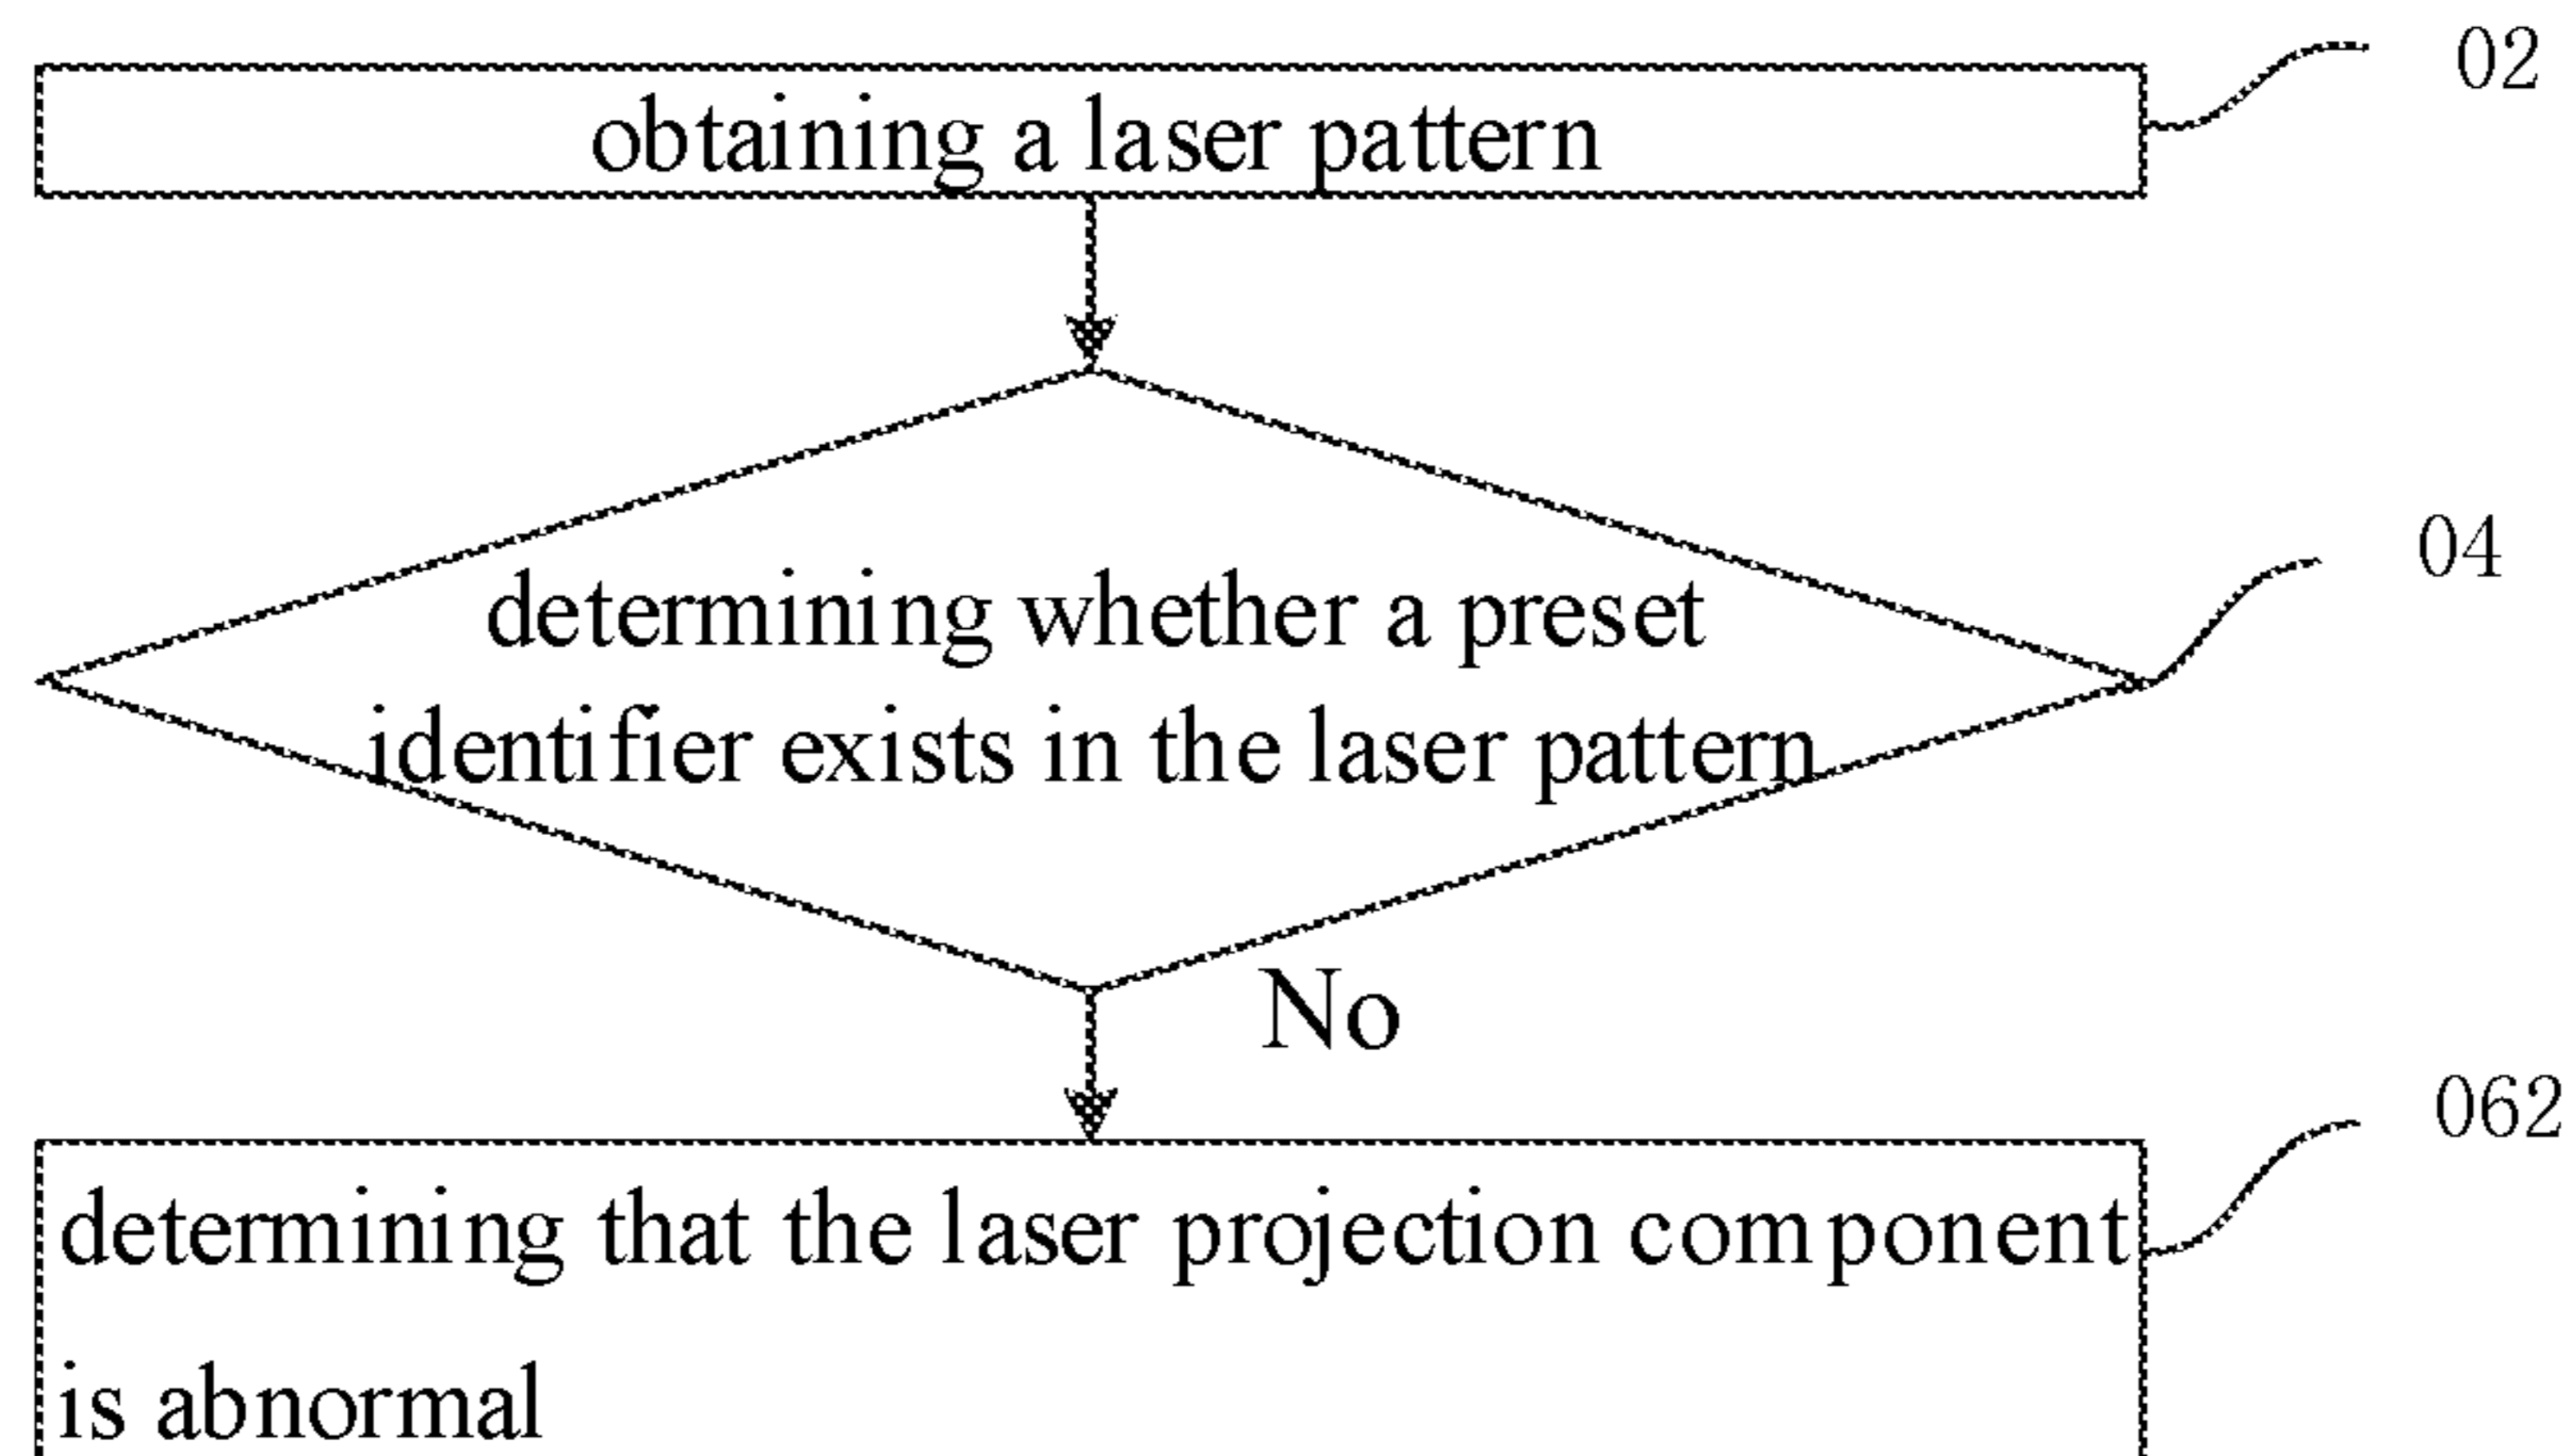 02
obtaining a laser pattern
04
determining whether a preset
identifier exists in the laser pattern
No
062
determining that the laser projection component
is abnormal